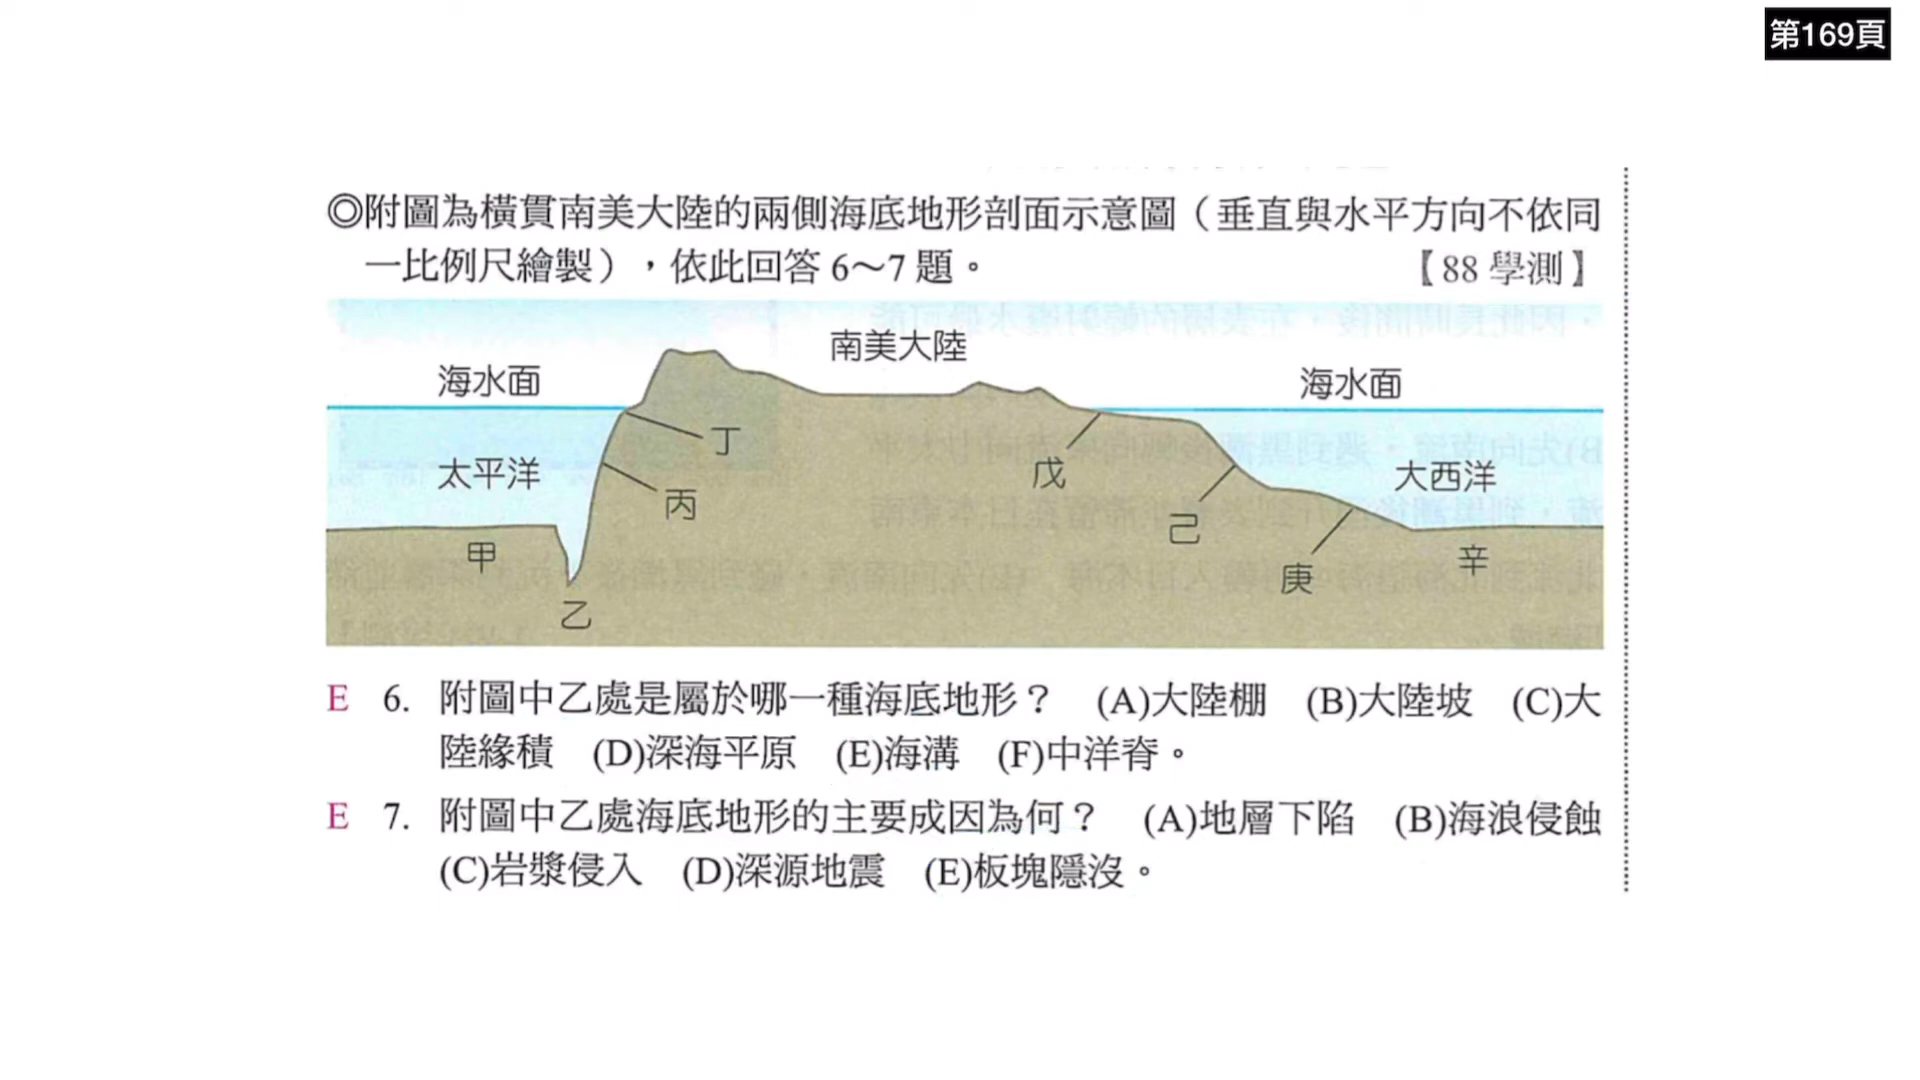 第169頁
◎附圖為橫貫南美大陸的兩側海底地形剖面示意圖（垂直與水平方向不依同
一比例尺繪製），依此回答 6～7 題。 【88 學測】
南美大陸
海水面 海水面
丁
太平洋 戊 大西洋
丙
己
甲 辛
庚
乙
E 6. 附圖中乙處是屬於哪一種海底地形？ (A)大陸棚 (B)大陸坡 (C)大
陸緣積 (D)深海平原 (E)海溝 (F)中洋脊。
E 7. 附圖中乙處海底地形的主要成因為何？ (A)地層下陷 (B)海浪侵蝕
(C)岩漿侵入 (D)深源地震 (E)板塊隱沒。